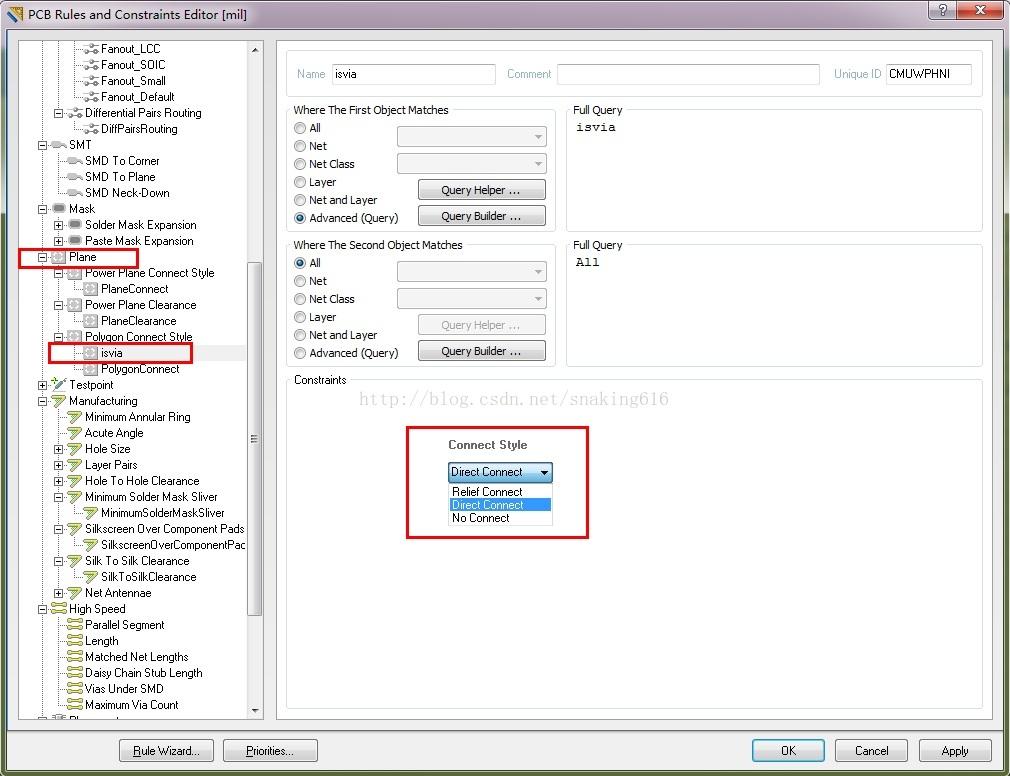 PCB Rules and Constraints Editor [mil]
Fanout_LCC
Fanout_SOIC
Fanout_Small
Fanout_Default
Differential Pairs Routing
DiffPairsRouting
SMT
SMD To Corner
SMD To Plane
SMD Neck-Down
Mask
Solder Mask Expansion
Paste Mask Expansion
Plane
Power Plane Connect Style
PlaneConnect
Power Plane Clearance
PlaneClearance
Polygon Connect Style
isvia
PolygonConnect
Testpoint
Manufacturing
Minimum Annular Ring
Acute Angle
Hole Size
Layer Pairs
Hole To Hole Clearance
Minimum Solder Mask Sliver
MinimumSolderMaskSliver
Silkscreen Over Component Pads
SilkscreenOverComponentPac
Silk To Silk Clearance
SilkToSilkClearance
Net Antennae
High Speed
Parallel Segment
Length
Matched Net Lengths
Daisy Chain Stub Length
Vias Under SMD
Maximum Via Count
Name isvia Comment Unique ID CMUWPHNI
Where The First Object Matches
All
Net
Net Class
Layer
Net and Layer
Advanced (Query)
Query Helper ...
Query Builder ...
Full Query
isvia
Where The Second Object Matches
All
Net
Net Class
Layer
Net and Layer
Advanced (Query)
Query Helper ...
Query Builder ...
Full Query
All
Constraints
http://blog.csdn.net/snaking616
Connect Style
Direct Connect
Relief Connect
Direct Connect
No Connect
Rule Wizard... Priorities... OK Cancel Apply